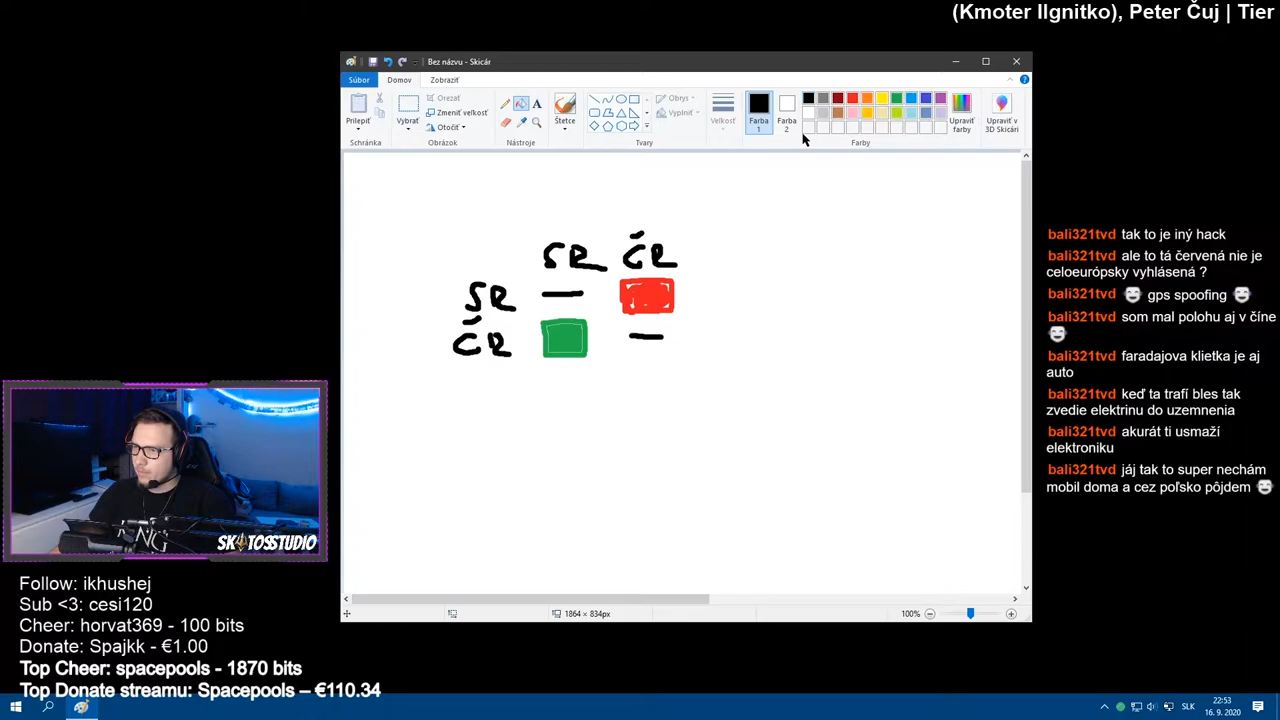 (Kmoter Ilgnitko), Peter Čuj | Tier
Bez názvu - Skicár
Súbor
Domov
Zobraziť
Prilepiť
Schránka
Vybrať
Orezať
Zmeniť veľkosť
Otočiť
Obrázok
A
Nástroje
Štetce
Obrys
Vyplniť
Tvary
Veľkosť
Farba 1
Farba 2
Farby
Upraviť farby
Upraviť v 3D Skicári
SR ČR
SR —
ČR —
bali321tvd tak to je iný hack
bali321tvd ale to tá červená nie je
celoeurópsky vyhlásená ?
bali321tvd gps spoofing
bali321tvd som mal polohu aj v číne
bali321tvd faradajova klietka je aj
auto
bali321tvd keď ta trafí bles tak
zvedie elektrinu do uzemnenia
bali321tvd akurát ti usmaží
elektroniku
bali321tvd jáj tak to super nechám
mobil doma a cez poľsko pôjdem
SKTOSSTUDIO
Follow: ikhushej
Sub <3: cesi120
Cheer: horvat369 - 100 bits
Donate: Spajkk - €1.00
Top Cheer: spacepools - 1870 bits
Top Donate streamu: Spacepools – €110.34
1864 × 834px
100%
SLK
22:53
16. 9. 2020